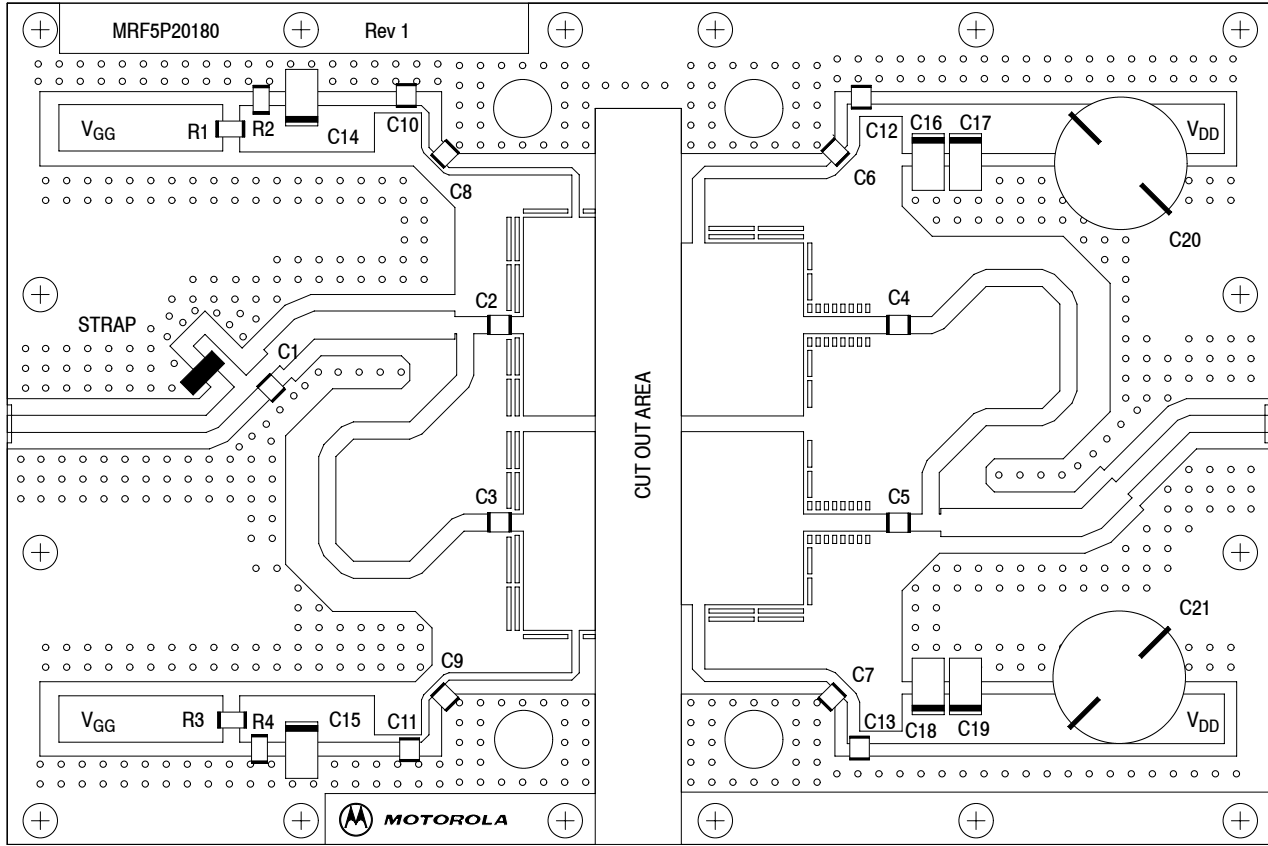 MRF5P20180 Rev 1
VGG
R1
R2
C14
C10
C8
C12
C6
C16
C17
VDD
C20
STRAP
C1
C2
C4
CUT OUT AREA
C3
C5
C21
C9
C7
VGG
R3
R4
C15
C11
C13
C18
C19
VDD
MOTOROLA